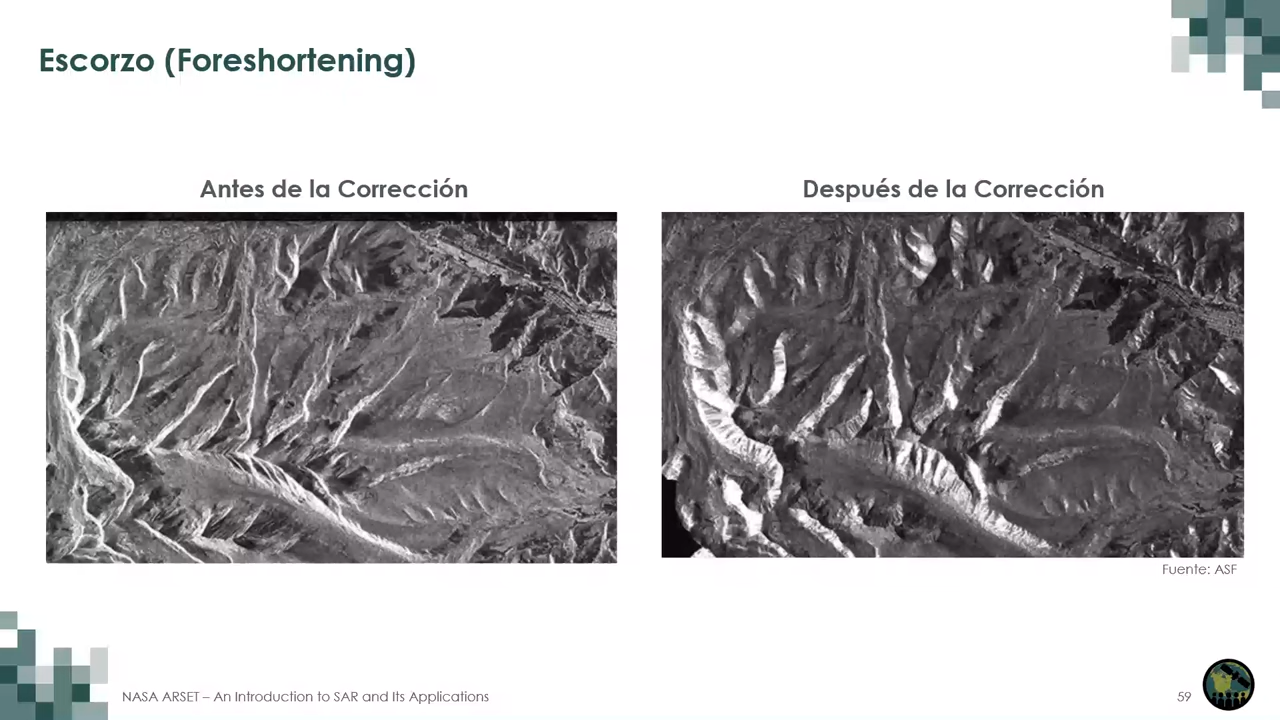 Escorzo (Foreshortening)
Antes de la Corrección
Después de la Corrección
Fuente: ASF
NASA ARSET – An Introduction to SAR and Its Applications
59